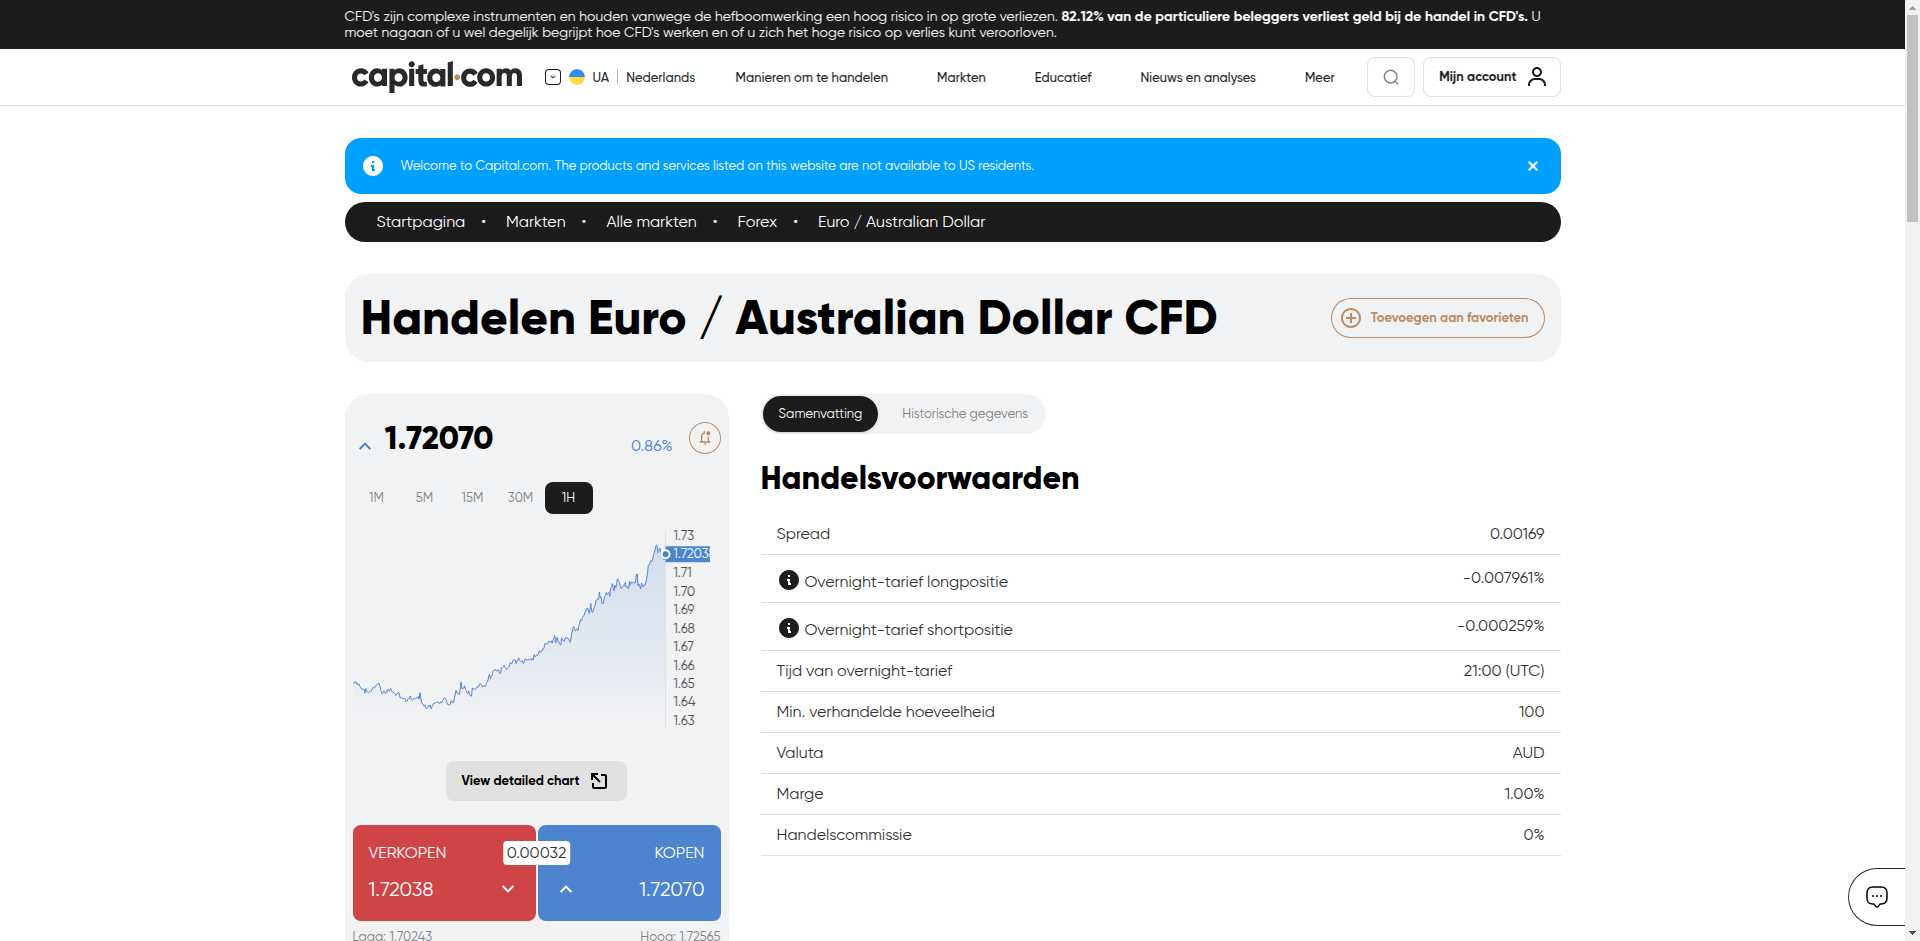 CFD's zijn complexe instrumenten en houden vanwege de hefboomwerking een hoog risico in op grote verliezen. 82.12% van de particuliere beleggers verliest geld bij de handel in CFD's. U
moet nagaan of u wel degelijk begrijpt hoe CFD's werken en of u zich het hoge risico op verlies kunt veroorloven.
capital.com UA Nederlands Manieren om te handelen Markten Educatief Nieuws en analyses Meer Mijn account
Welcome to Capital.com. The products and services listed on this website are not available to US residents.
Startpagina • Markten • Alle markten • Forex • Euro / Australian Dollar
Handelen Euro / Australian Dollar CFD
Toevoegen aan favorieten
1.72070
0.86%
1M 5M 15M 30M 1H
1.73
1.72038
1.71
1.70
1.69
1.68
1.67
1.66
1.65
1.64
1.63
View detailed chart
VERKOPEN 0.00032 KOPEN
1.72038 1.72070
Laag: 1.70243 Hoog: 1.72565
Samenvatting Historische gegevens
Handelsvoorwaarden
Spread 0.00169
Overnight-tarief longpositie -0.007961%
Overnight-tarief shortpositie -0.000259%
Tijd van overnight-tarief 21:00 (UTC)
Min. verhandelde hoeveelheid 100
Valuta AUD
Marge 1.00%
Handelscommissie 0%